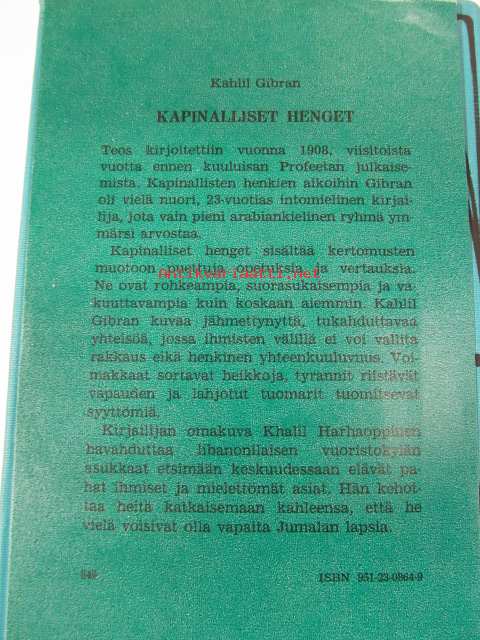 Kahlil Gibran
KAPINALLISET HENGET
Teos kirjoitettiin vuonna 1908, viisitoista
vuotta ennen kuuluisan Profeetan julkaise-
mista. Kapinallisten henkien aikoihin Gibran
oli vielä nuori, 23-vuotias intomielinen kirjai-
lija, jota vain pieni arabiankielinen ryhmä ym-
märsi arvostaa.
Kapinalliset henget sisältää kertomusten
muotoon puettuja opetuksia ja vertauksia.
Ne ovat rohkeampia, suorasukaisempia ja va-
kuuttavampia kuin koskaan aiemmin. Kahlil
Gibran kuvaa jähmettynyttä, tukahduttavaa
yhteisöä, jossa ihmisten välillä ei voi vallita
rakkaus eikä henkinen yhteenkuuluvuus. Voi-
makkaat sortavat heikkoja, tyrannit riistävät
vapauden ja lahjotut tuomarit tuomitsevat
syyttömiä.
Kirjailijan omakuva Khalil Harhaoppinen
havahduttaa libanonilaisen vuoristokylän
asukkaat etsimään keskuudessaan elävät pa-
hat ihmiset ja mielettömät asiat. Hän kehot-
taa heitä katkaisemaan kahleensa, että he
vielä voisivat olla vapaita Jumalan lapsia.
ISBN 951-23-0864-9